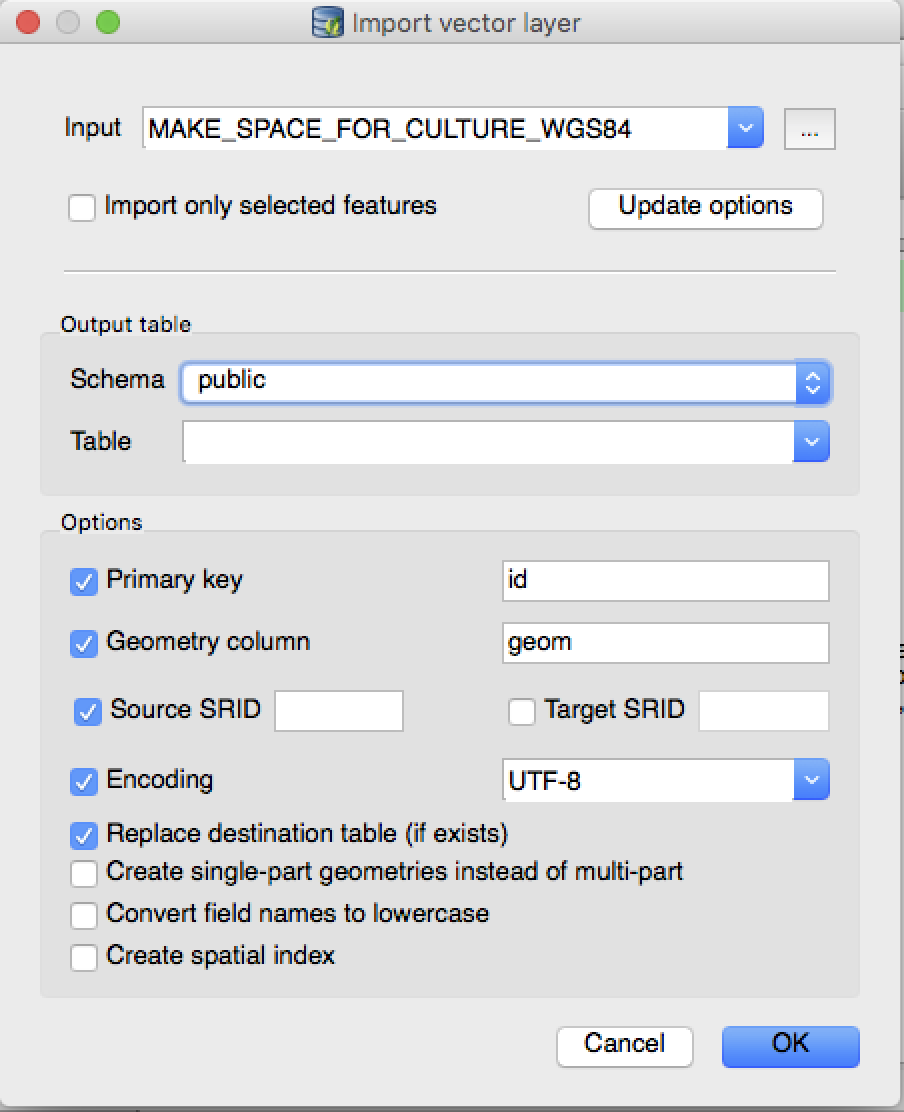 Import vector layer
Input MAKE_SPACE_FOR_CULTURE_WGS84 ...
Import only selected features Update options
Output table
Schema public
Table
Options
Primary key id
Geometry column geom
Source SRID Target SRID
Encoding UTF-8
Replace destination table (if exists)
Create single-part geometries instead of multi-part
Convert field names to lowercase
Create spatial index
Cancel OK